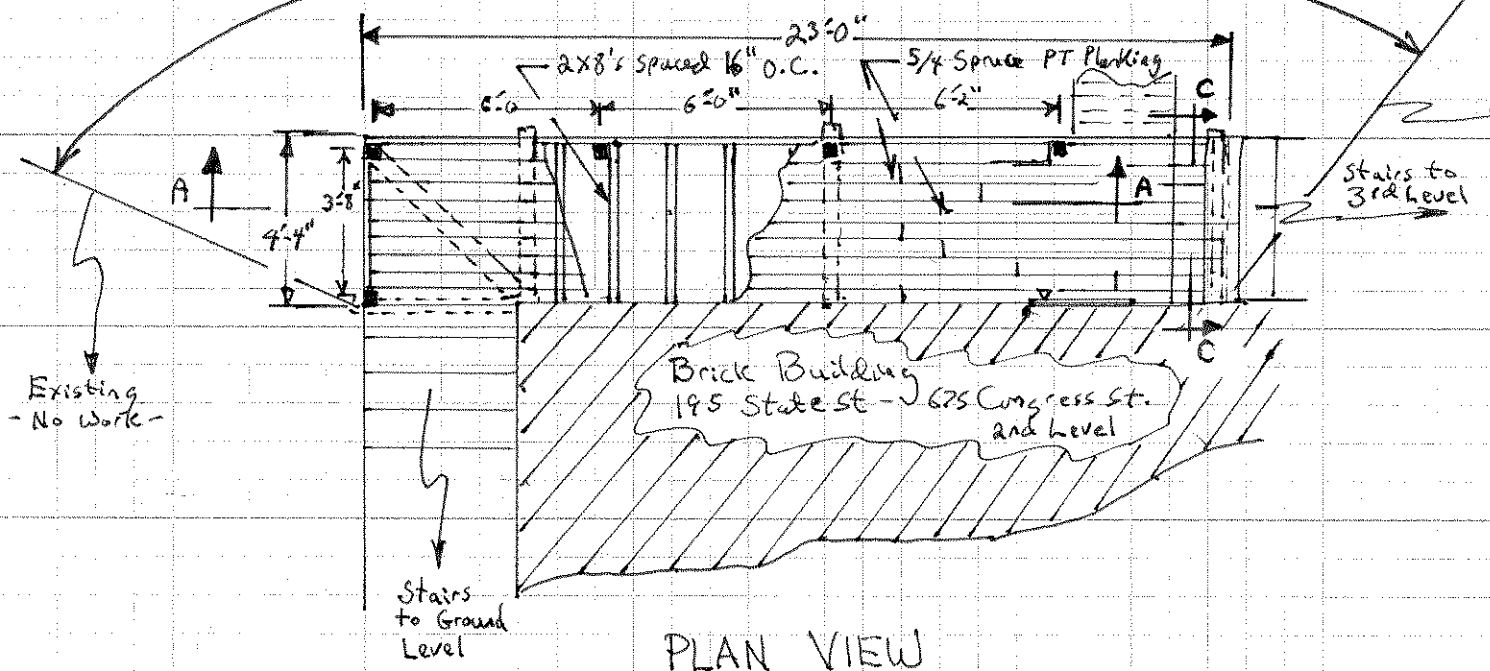 23'-0"
2x8's spaced 16" O.C.
5/4 Spruce PT Planking
6'-0
6'-0"
6'-2"
C
A
3'-8"
4'-4"
A
Stairs to
3rd Level
C
Existing
- No Work -
Brick Building
195 State St - 675 Congress St.
2nd Level
Stairs
to Ground
Level
PLAN VIEW